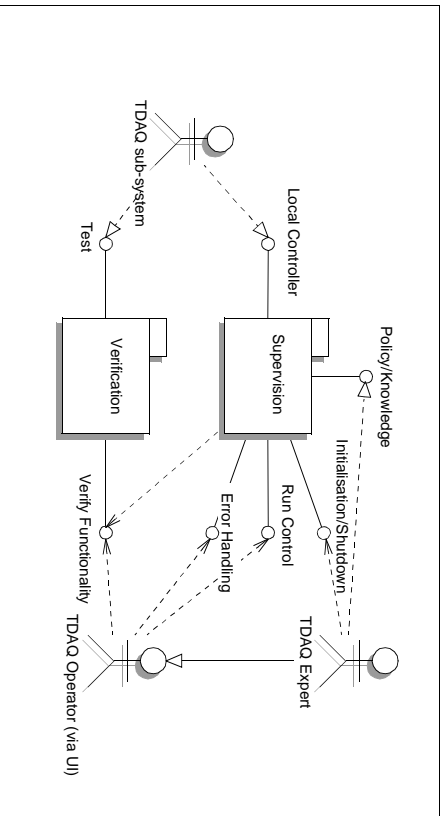 Policy/Knowledge
Local Controller
Supervision
Initialisation/Shutdown
Run Control
Error Handling
TDAQ Expert
TDAQ sub-system
Test
Verification
Verify Functionality
TDAQ Operator (via UI)